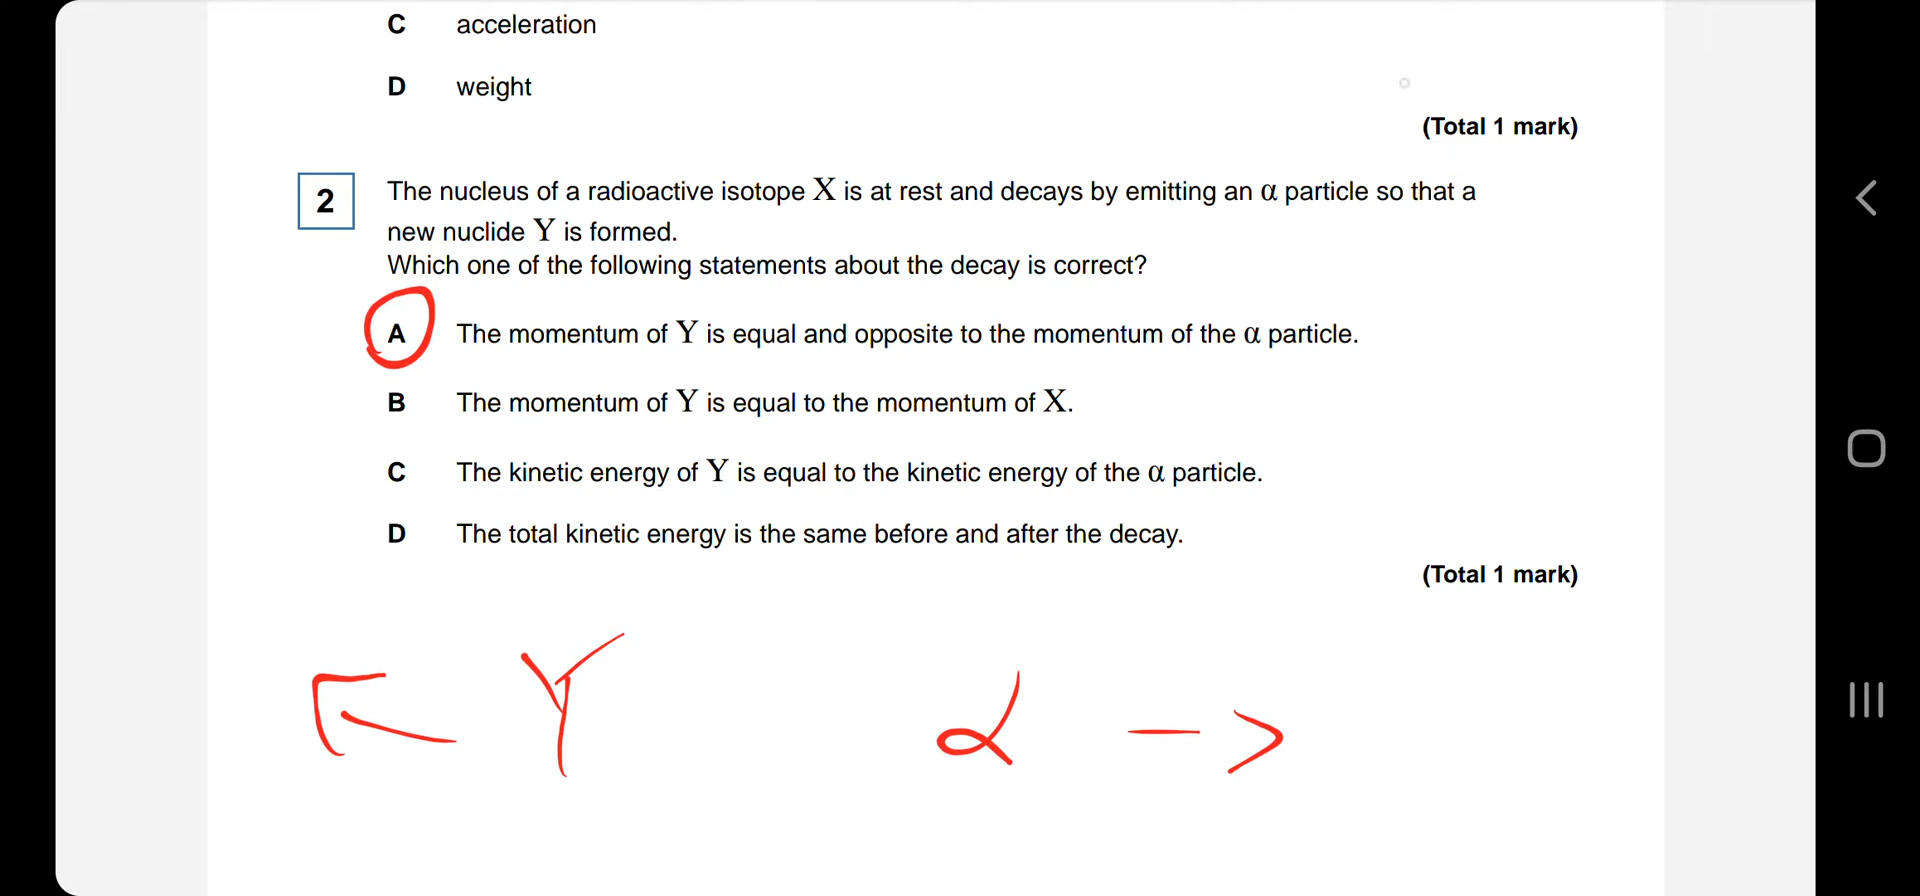 C acceleration
D weight
(Total 1 mark)
2 The nucleus of a radioactive isotope X is at rest and decays by emitting an α particle so that a
new nuclide Y is formed.
Which one of the following statements about the decay is correct?
A The momentum of Y is equal and opposite to the momentum of the α particle.
B The momentum of Y is equal to the momentum of X.
C The kinetic energy of Y is equal to the kinetic energy of the α particle.
D The total kinetic energy is the same before and after the decay.
(Total 1 mark)
← Y α →